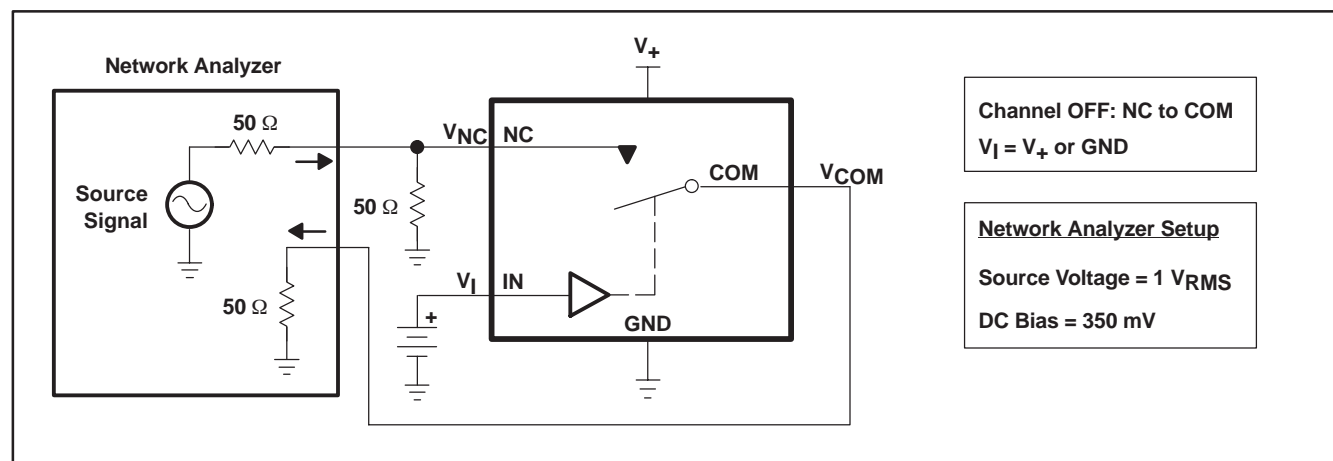 Network Analyzer
50 Ω
Source
Signal
50 Ω
50 Ω
V+
VNC NC
COM
VCOM
VI IN
+
GND
Channel OFF: NC to COM
VI = V+ or GND
Network Analyzer Setup
Source Voltage = 1 VRMS
DC Bias = 350 mV